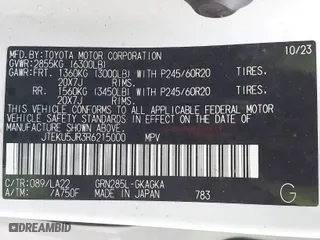 MFD. BY: TOYOTA MOTOR CORPORATION 10/23
GVWR: 2855KG (6300LB)
GAWR: FRT. 1360KG (3000LB) WITH P245/60R20 TIRES.
20X7J RIMS.
RR. 1560KG (3450LB) WITH P245/60R20 TIRES.
20X7J RIMS.
THIS VEHICLE CONFORMS TO ALL APPLICABLE
FEDERAL MOTOR VEHICLE SAFETY
STANDARDS IN EFFECT ON THE DATE OF
MANUFACTURE SHOWN ABOVE.
JTEKU5JR3R6215000 MPV
C/TR: 089/LA22 GRN285L-GKAGKA
A/TM: /A750F MADE IN JAPAN 783
G
DREAMBID